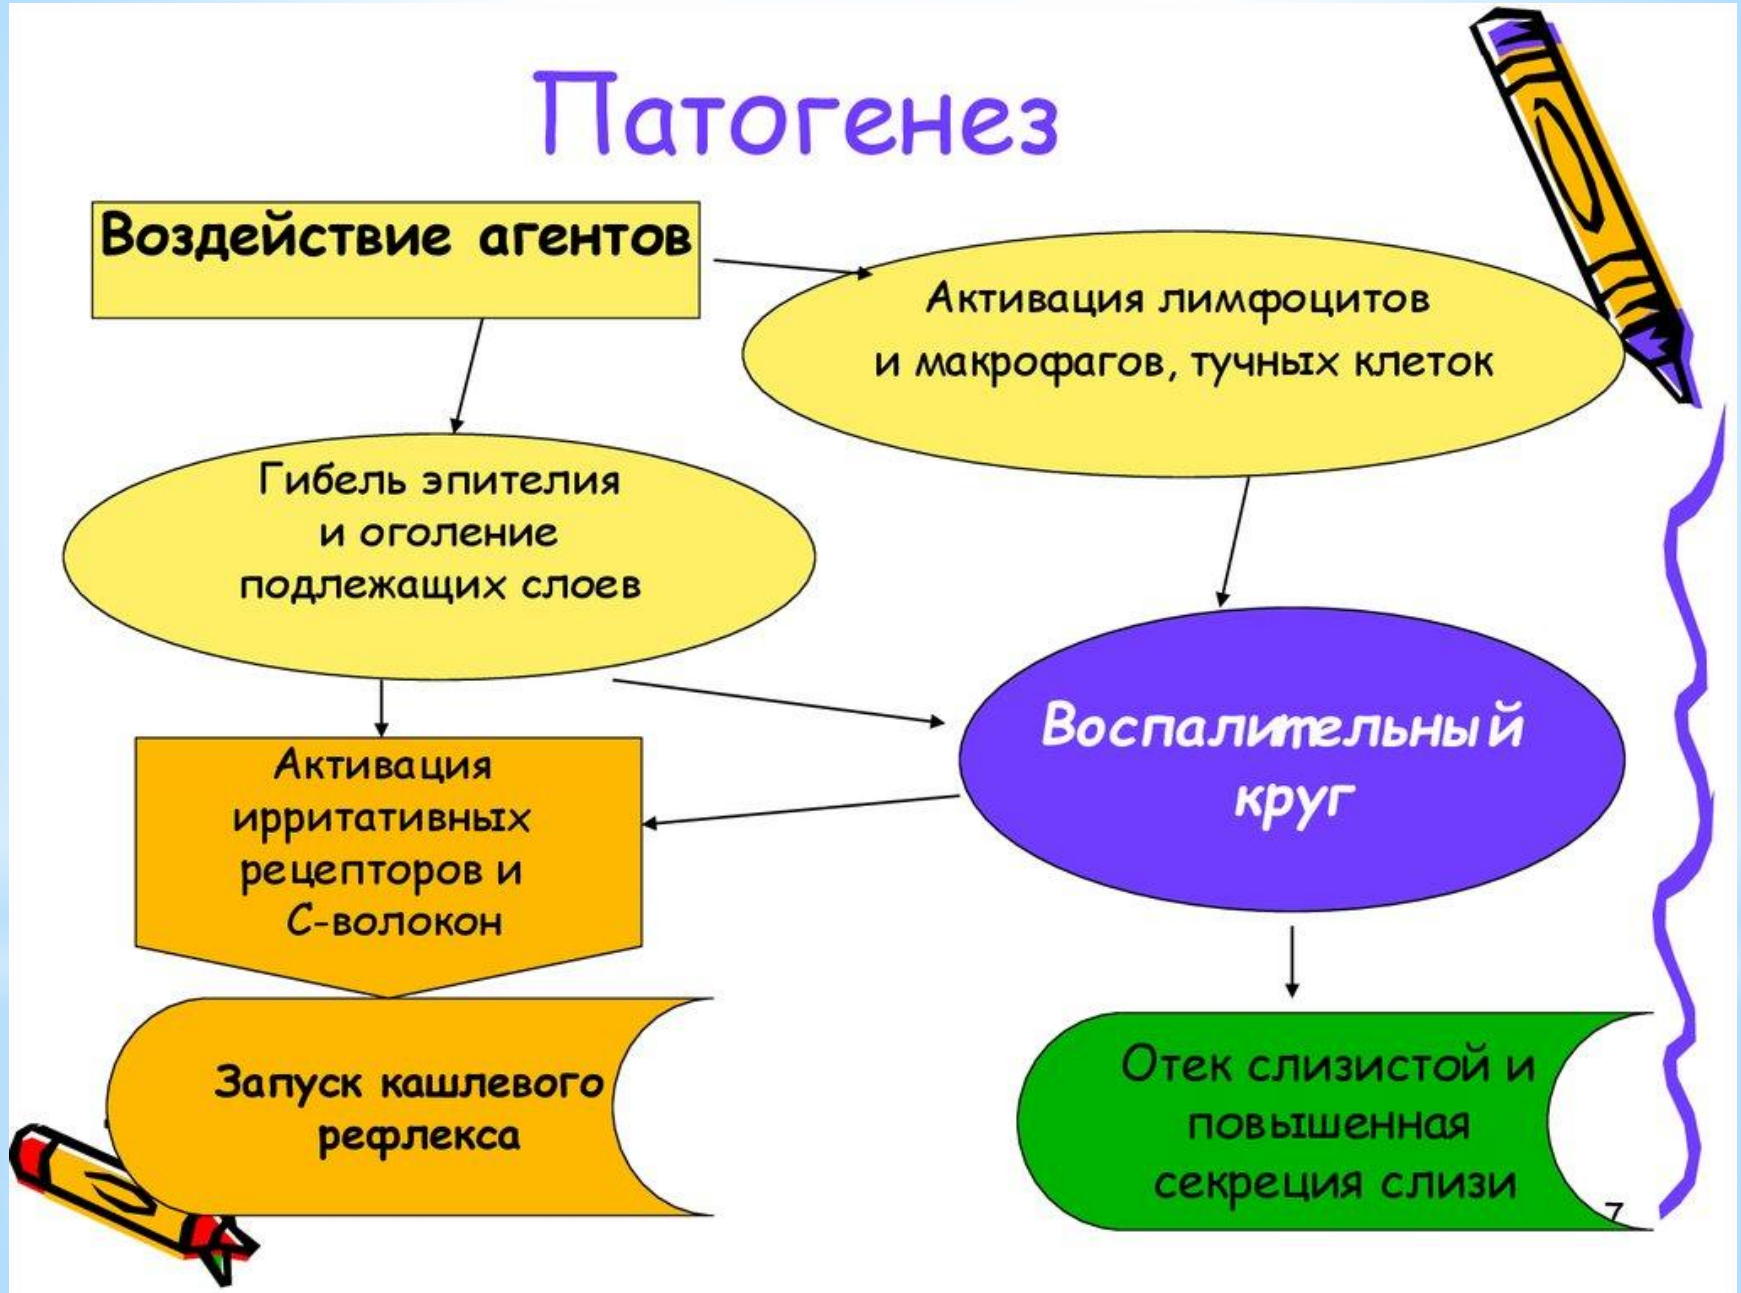 Патогенез
Воздействие агентов
Активация лимфоцитов
и макрофагов, тучных клеток
Гибель эпителия
и оголение
подлежащих слоев
Воспалительный
круг
Активация
ирритативных
рецепторов и
С-волокон
Запуск кашлевого
рефлекса
Отек слизистой и
повышенная
секреция слизи
7